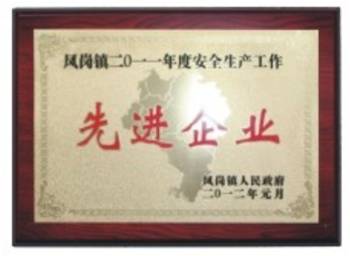 凤岗镇二〇一一年度安全生产工作
先进企业
凤岗镇人民政府
二〇一二年元月